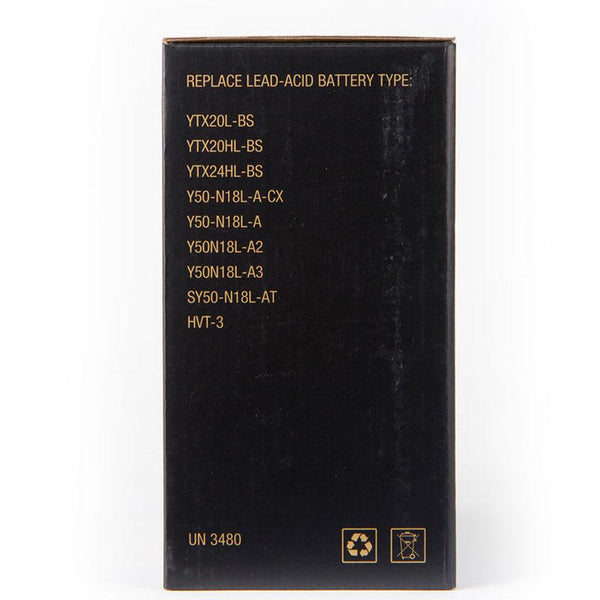 REPLACE LEAD-ACID BATTERY TYPE:
YTX20L-BS
YTX20HL-BS
YTX24HL-BS
Y50-N18L-A-CX
Y50-N18L-A
Y50N18L-A2
Y50N18L-A3
SY50-N18L-AT
HVT-3
UN 3480